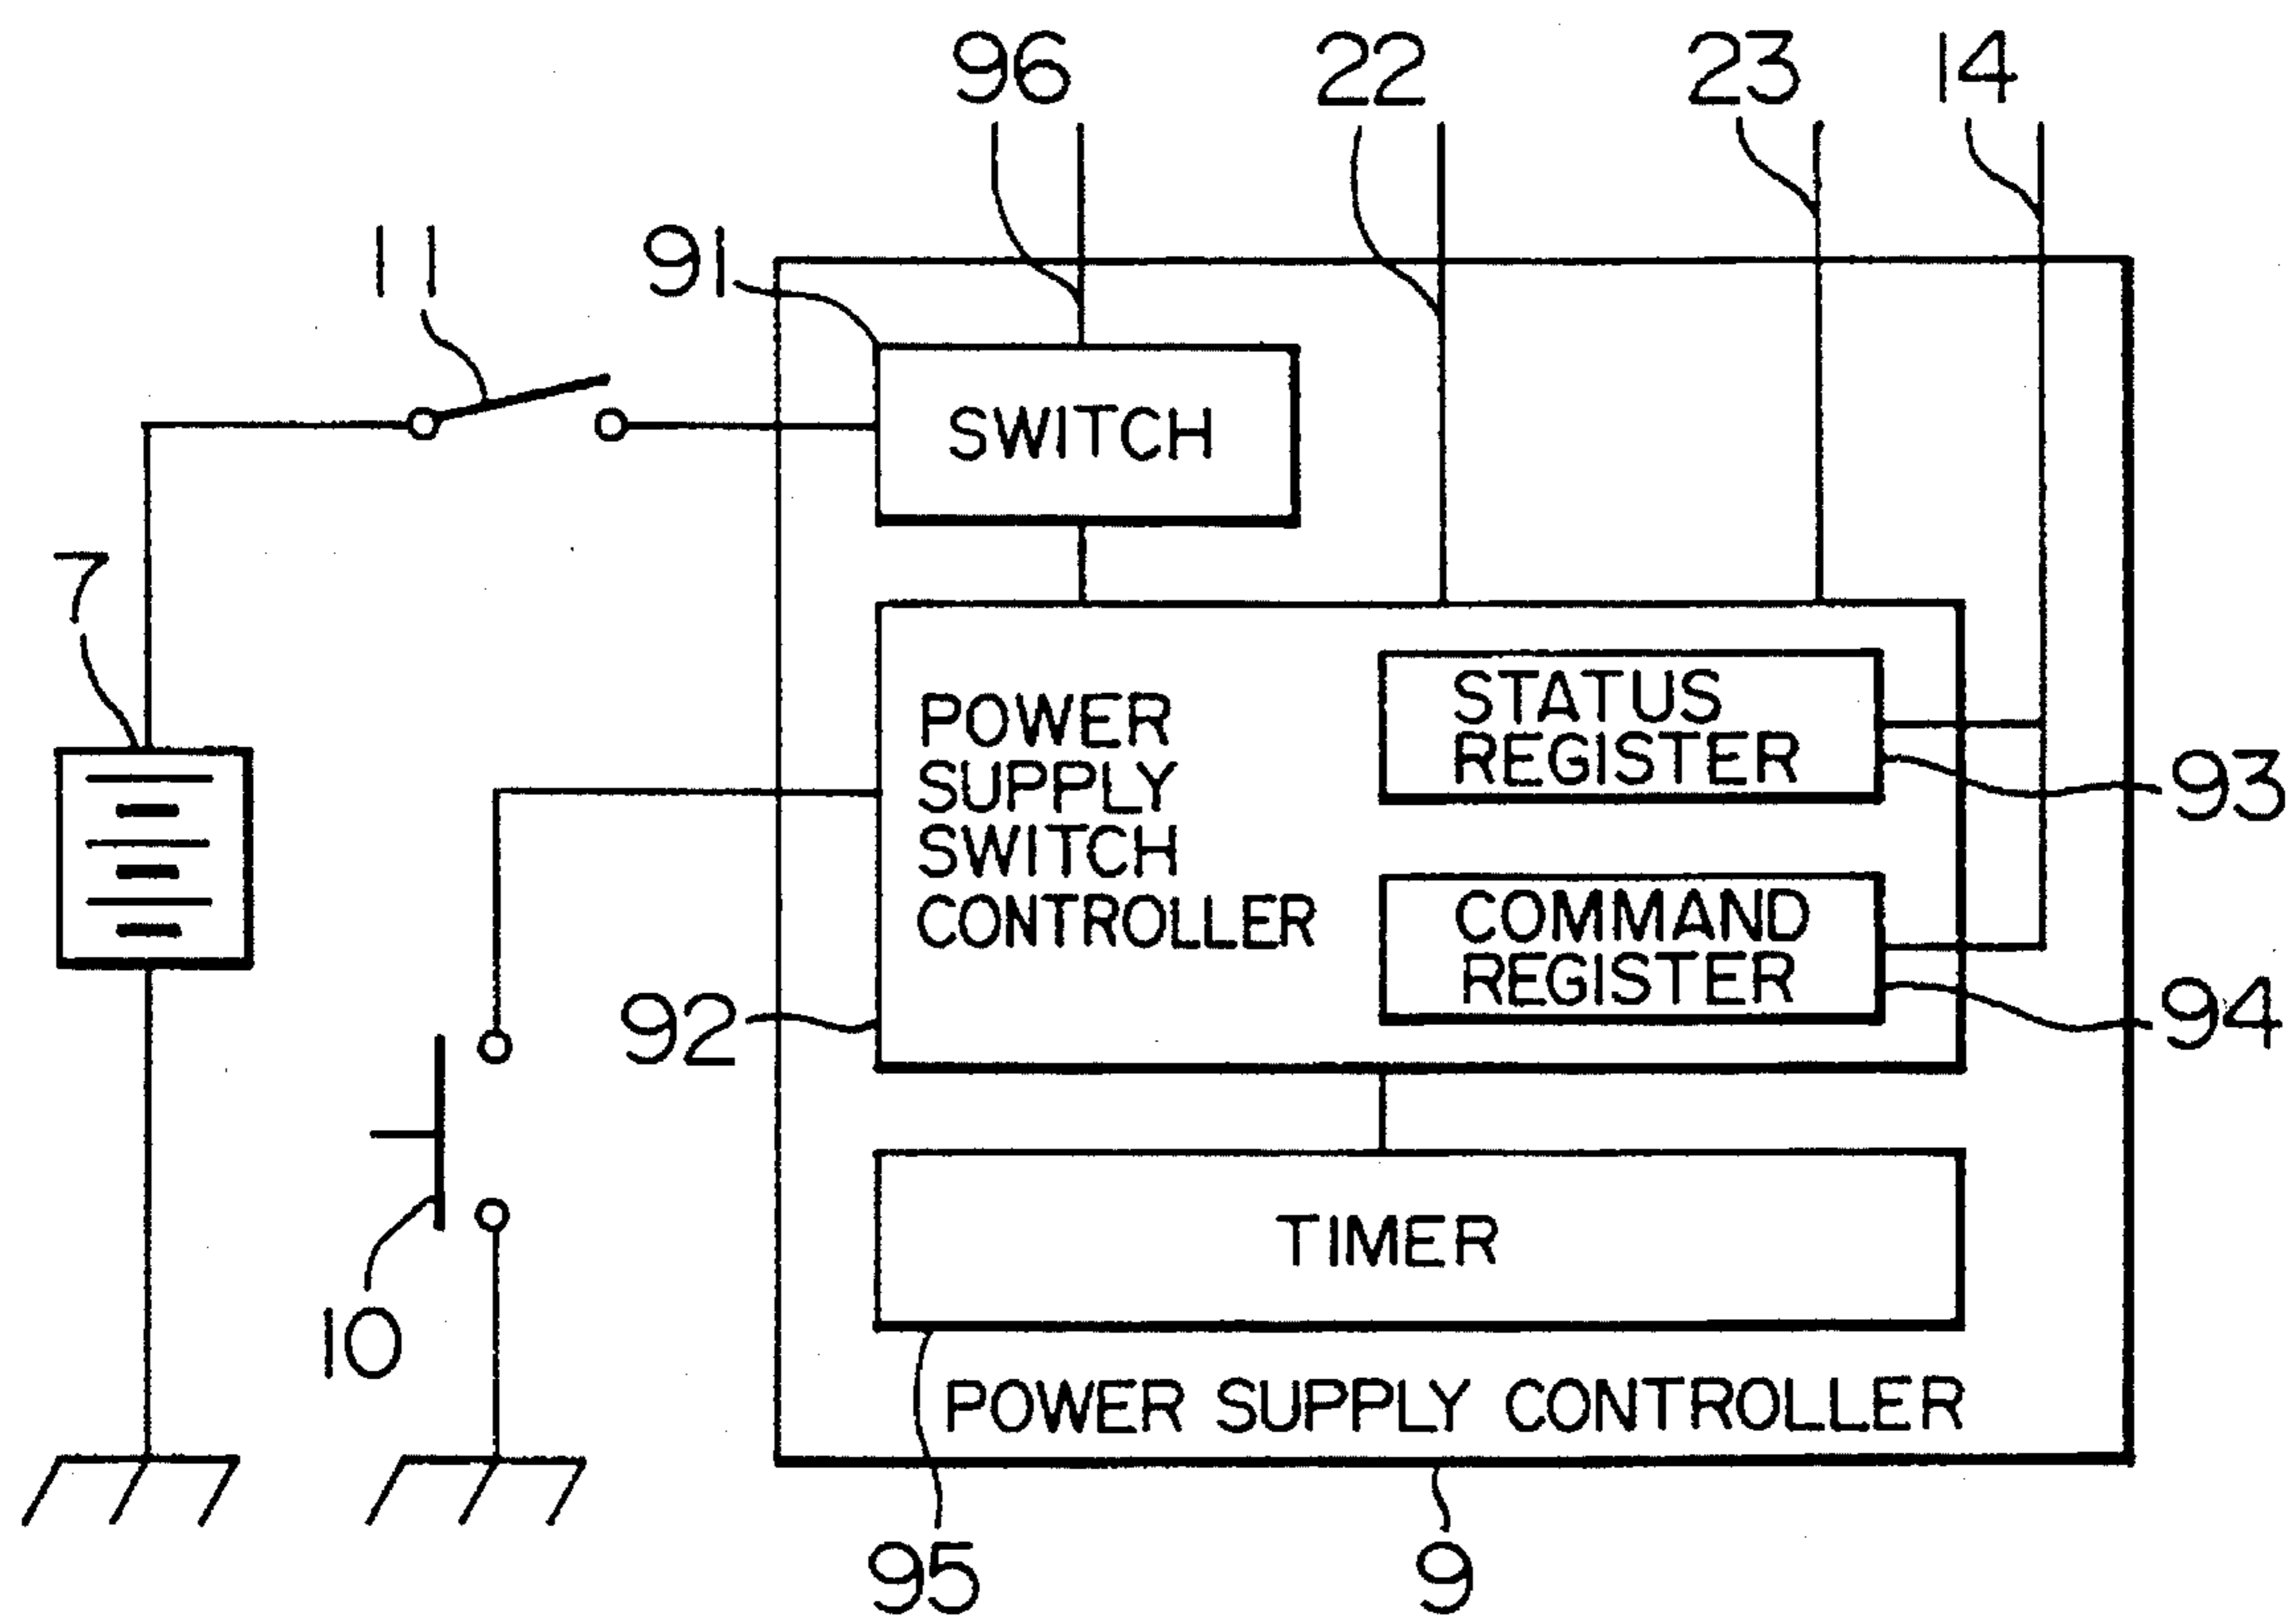 96
22
23
14
11
91
SWITCH
7
POWER
SUPPLY
SWITCH
CONTROLLER
STATUS
REGISTER
93
COMMAND
REGISTER
94
92
TIMER
10
POWER SUPPLY CONTROLLER
95
9